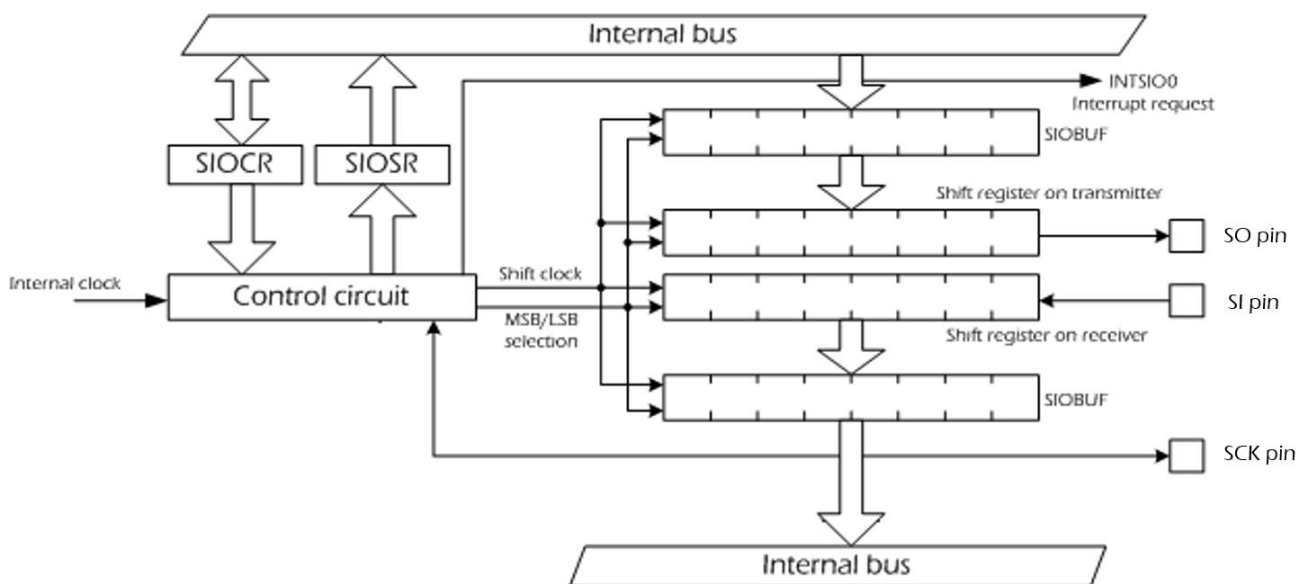 Internal bus
INTSIO0
Interrupt request
SIOBUF
SIOCR
SIOSR
Shift register on transmitter
SO pin
Internal clock
Control circuit
Shift clock
SI pin
MSB/LSB
selection
Shift register on receiver
SIOBUF
SCK pin
Internal bus